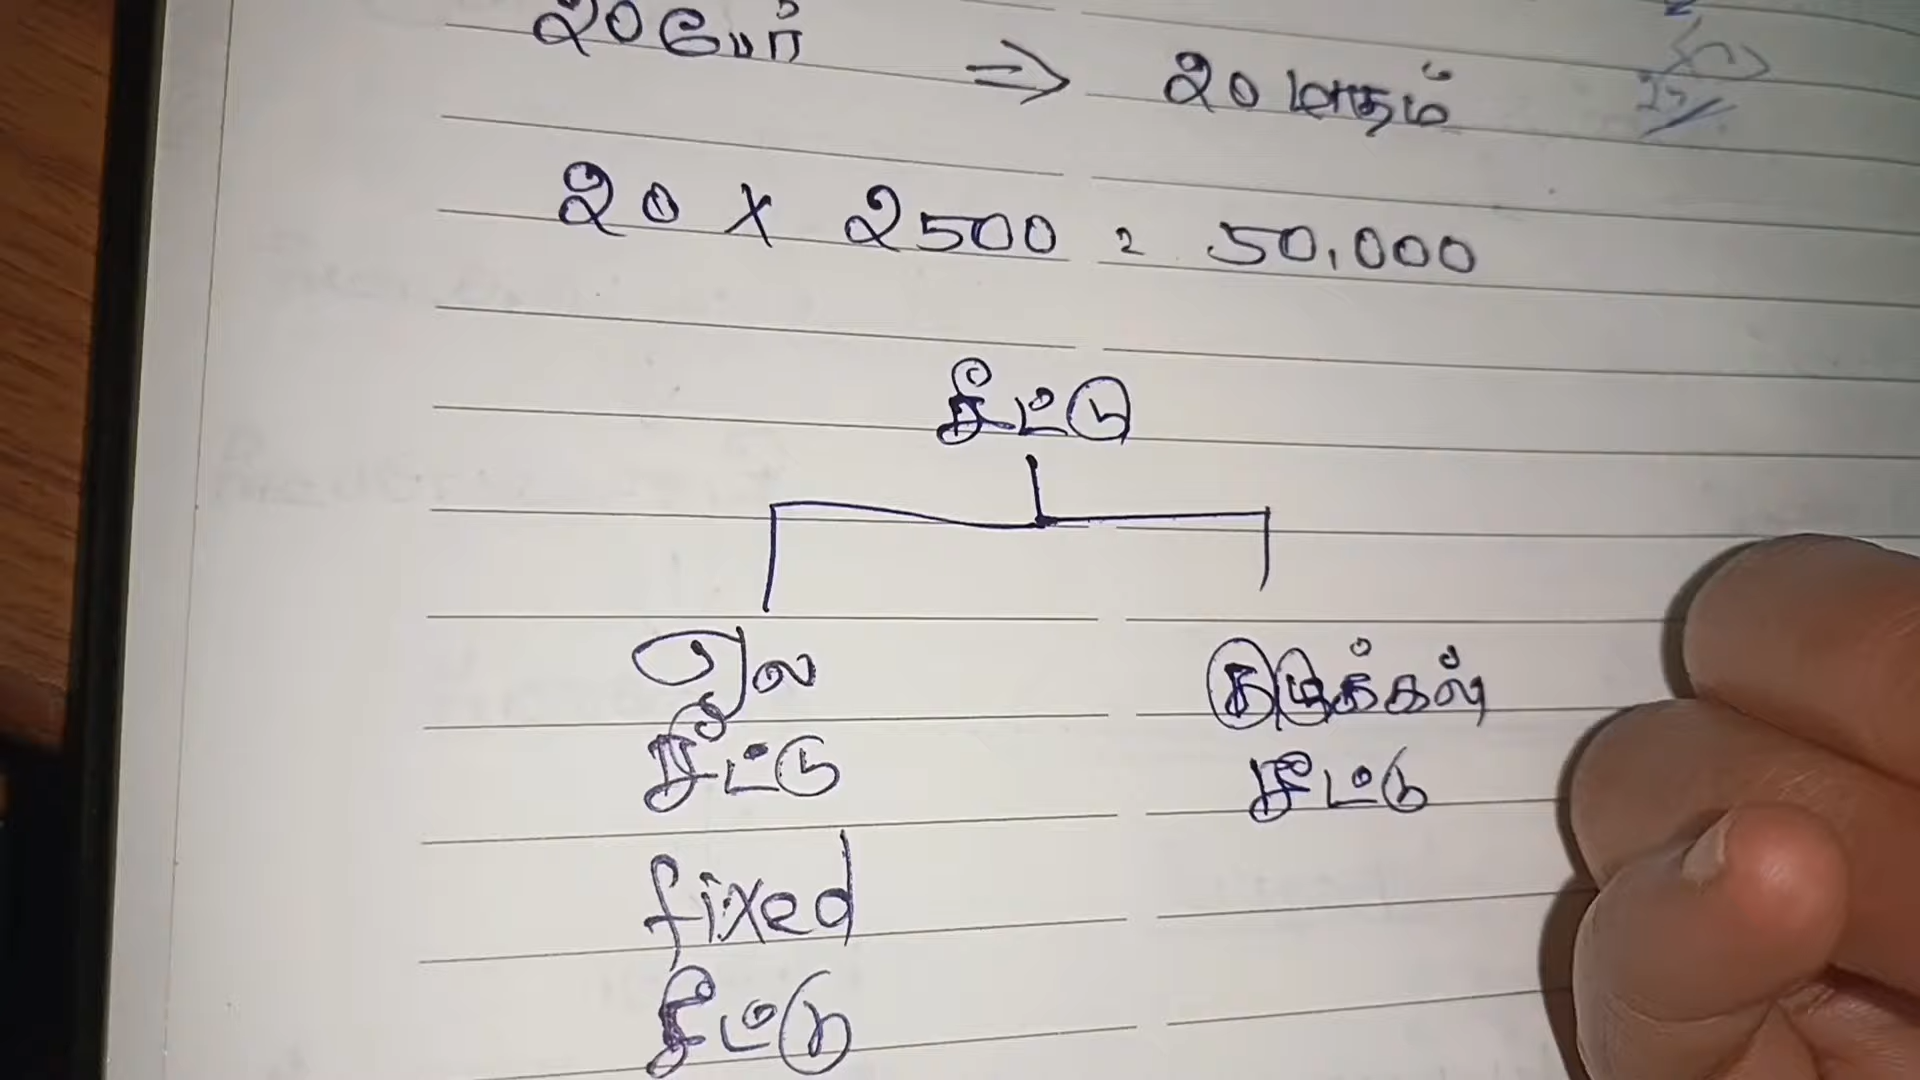 20 பேர் => 20 மாதம்
20 x 2500 = 50,000
சீட்டு
ஏல
சீட்டு
fixed
சீட்டு
குலுக்கல்
சீட்டு